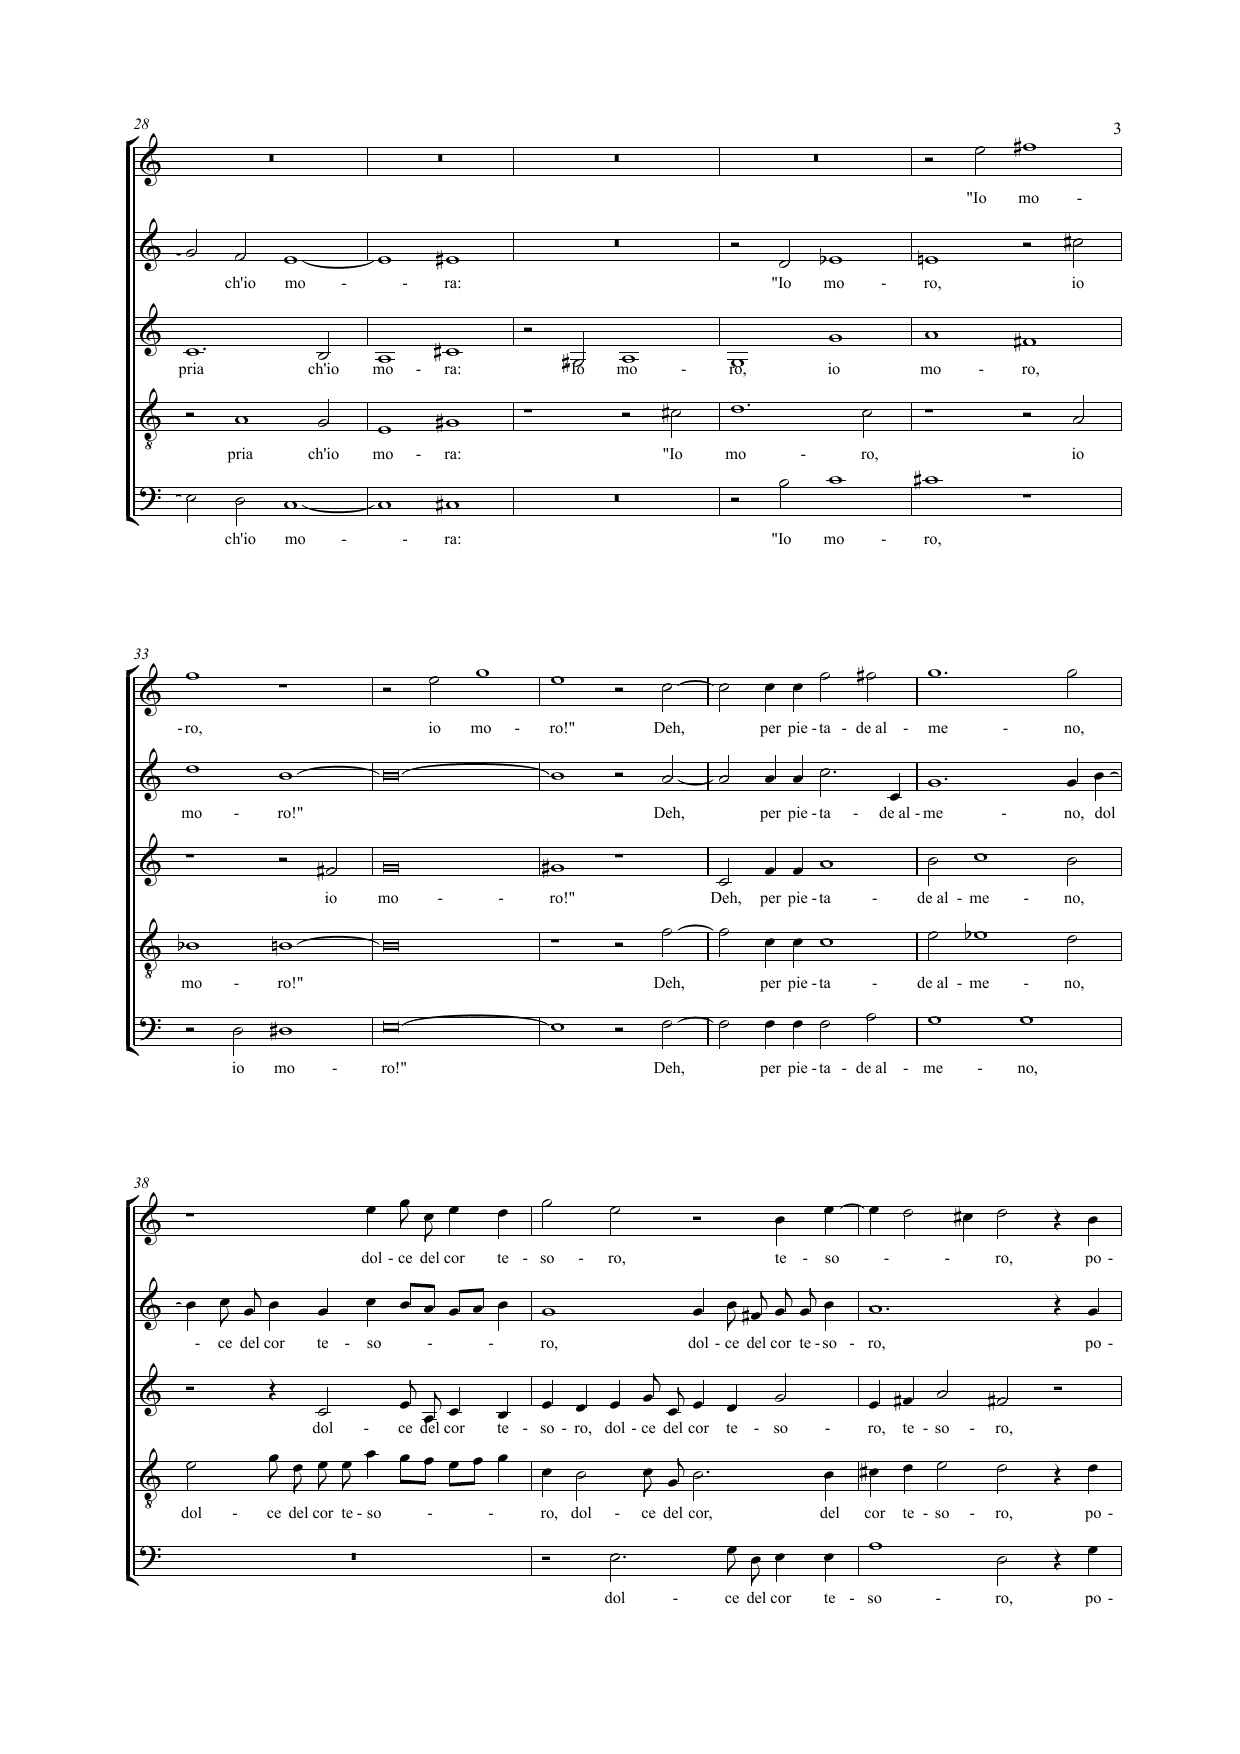 28
3
"Io mo -
ch'io mo - - ra: "Io mo - ro, io
pria ch'io mo - ra: Io mo - ro, io mo - ro,
pria ch'io mo - ra: "Io mo - ro, io
ch'io mo - - ra: "Io mo - ro,
33
- ro, io mo - ro!" Deh, per pie - ta - de al - me - no,
mo - ro!" Deh, per pie - ta - de al - me - no, dol
io mo - - ro!" Deh, per pie - ta - de al - me - no,
mo - ro!" Deh, per pie - ta - de al - me - no,
io mo - ro!" Deh, per pie - ta - de al - me - no,
38
dol - ce del cor te - so - ro, te - so - - ro, po -
- ce del cor te - so - - ro, dol - ce del cor te - so - ro, po -
dol - ce del cor te - so - ro, dol - ce del cor te - so - ro, te - so - ro,
dol - ce del cor te - so - - ro, dol - ce del cor, del cor te - so - ro, po -
dol - ce del cor te - so - ro, po -